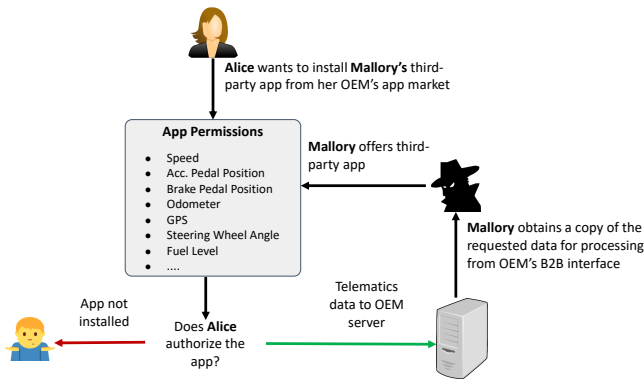 Alice wants to install Mallory's third-
party app from her OEM's app market
App Permissions
• Speed
• Acc. Pedal Position
• Brake Pedal Position
• Odometer
• GPS
• Steering Wheel Angle
• Fuel Level
• ....
Mallory offers third-
party app
Mallory obtains a copy of the
requested data for processing
from OEM's B2B interface
App not
installed
Does Alice
authorize the
app?
Telematics
data to OEM
server